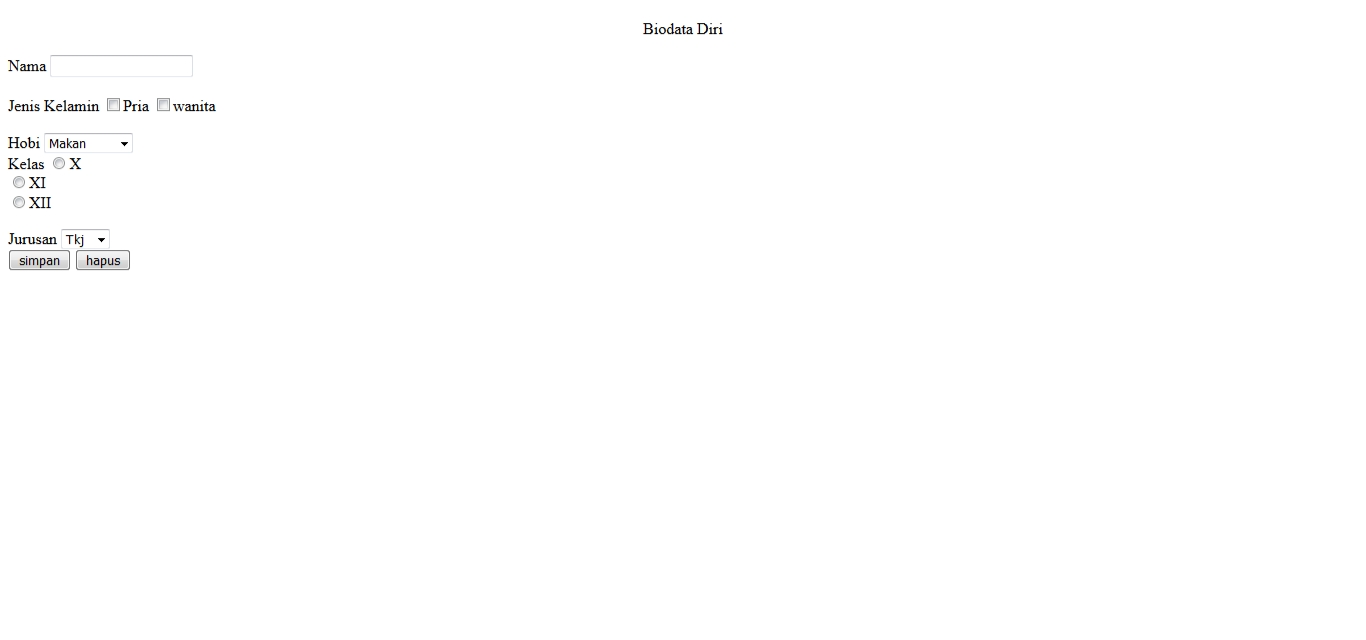 Biodata Diri
Nama
Jenis Kelamin Pria wanita
Hobi Makan
Kelas X
XI
XII
Jurusan Tkj
simpan hapus